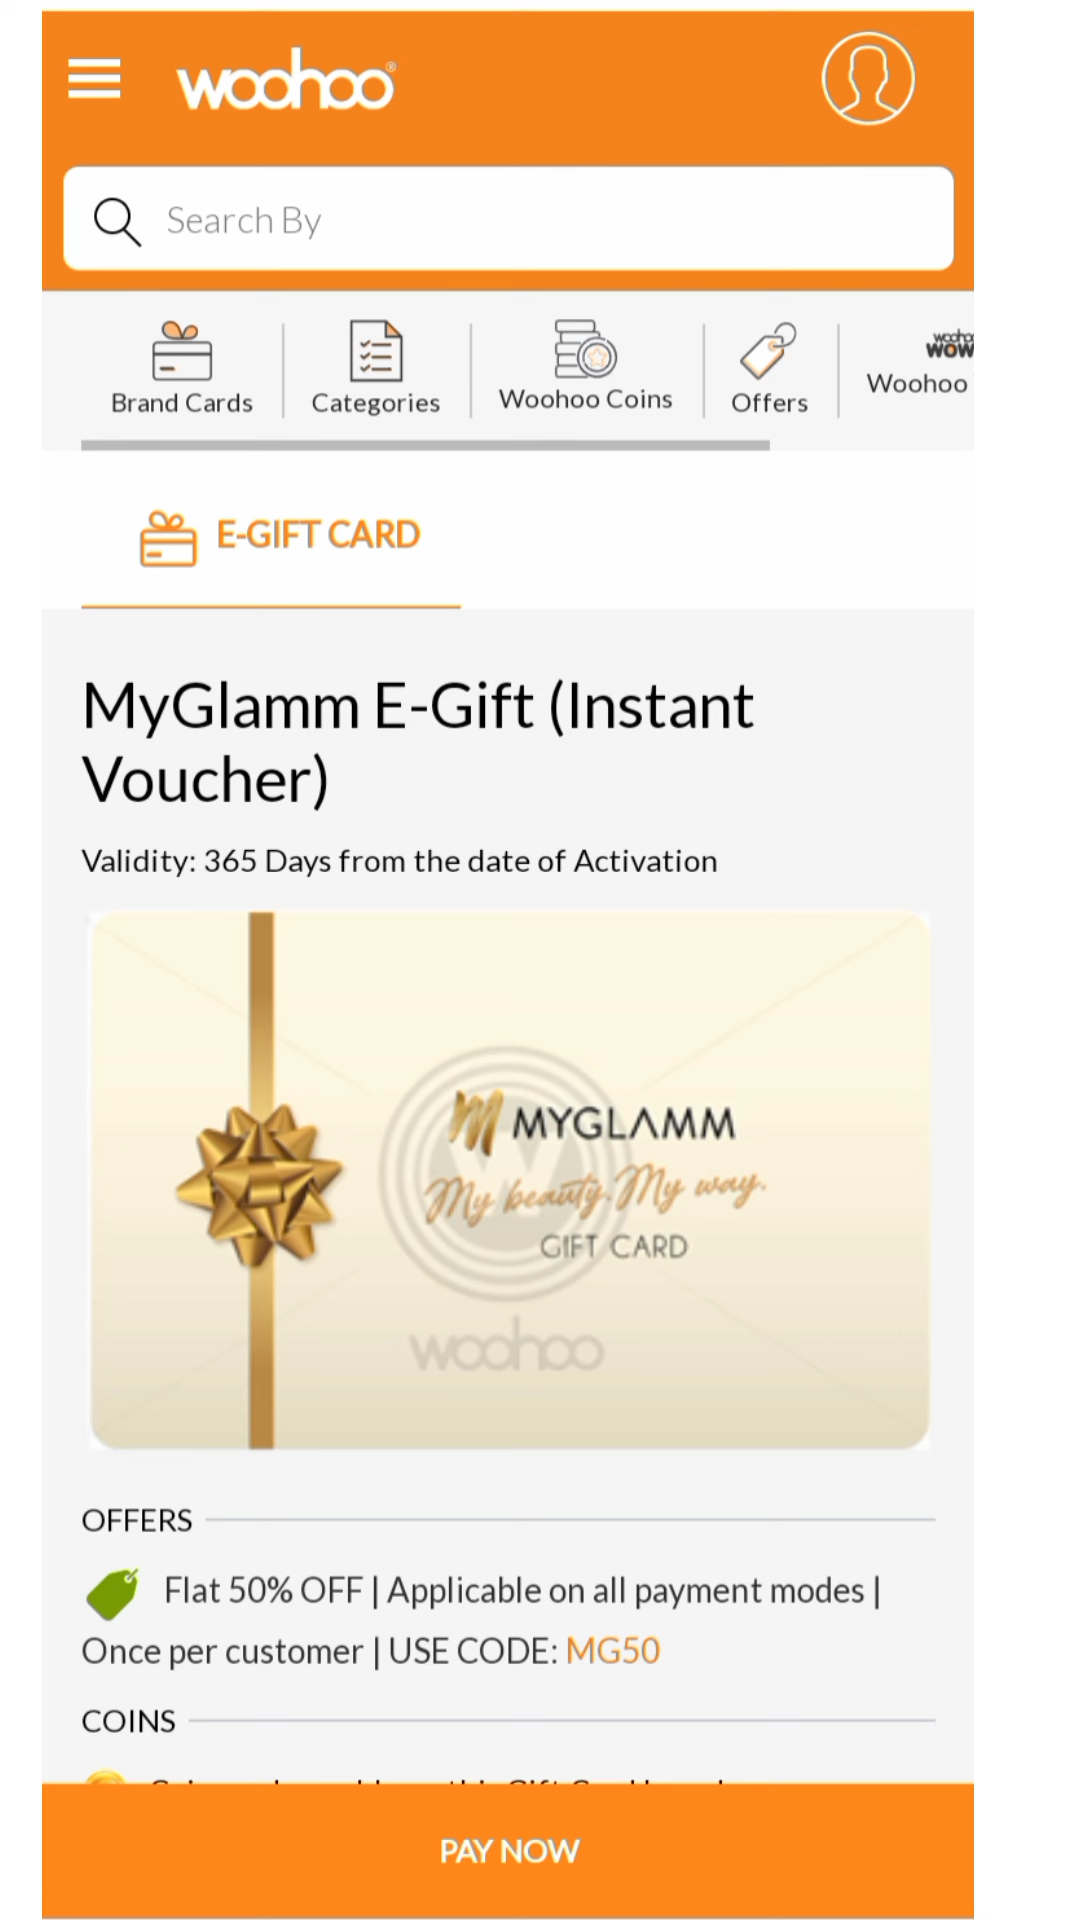 woohoo
Search By
Brand Cards
Categories
Woohoo Coins
Offers
woohoo
WOW
Woohoo
E-GIFT CARD
MyGlamm E-Gift (Instant
Voucher)
Validity: 365 Days from the date of Activation
MYGLAMM
My beauty. My way.
GIFT CARD
woohoo
OFFERS
Flat 50% OFF | Applicable on all payment modes |
Once per customer | USE CODE: MG50
COINS
PAY NOW